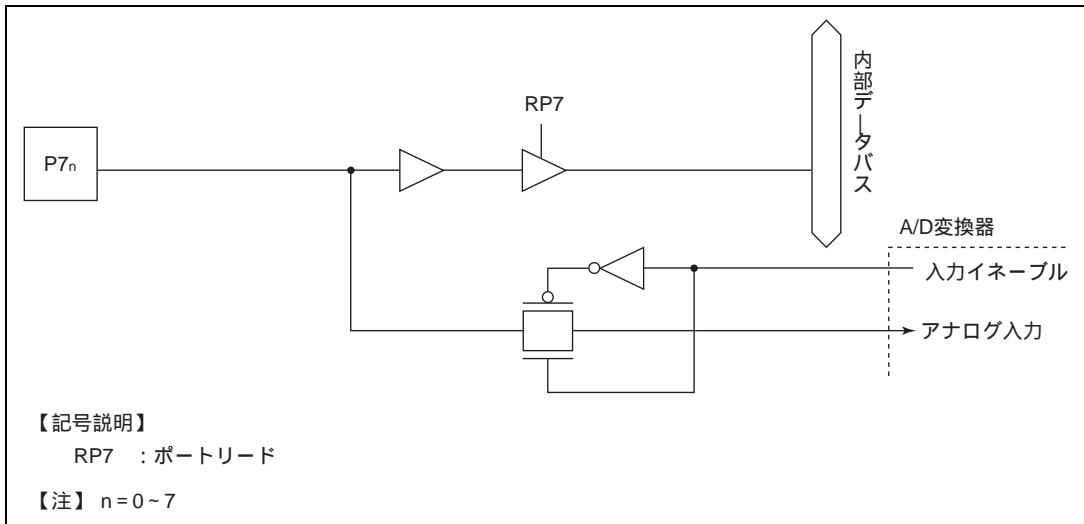 RP7
P7n
内部データバス
A/D変換器
入力イネーブル
アナログ入力
【記号説明】
RP7 ：ポートリード
【注】 n = 0 ~ 7